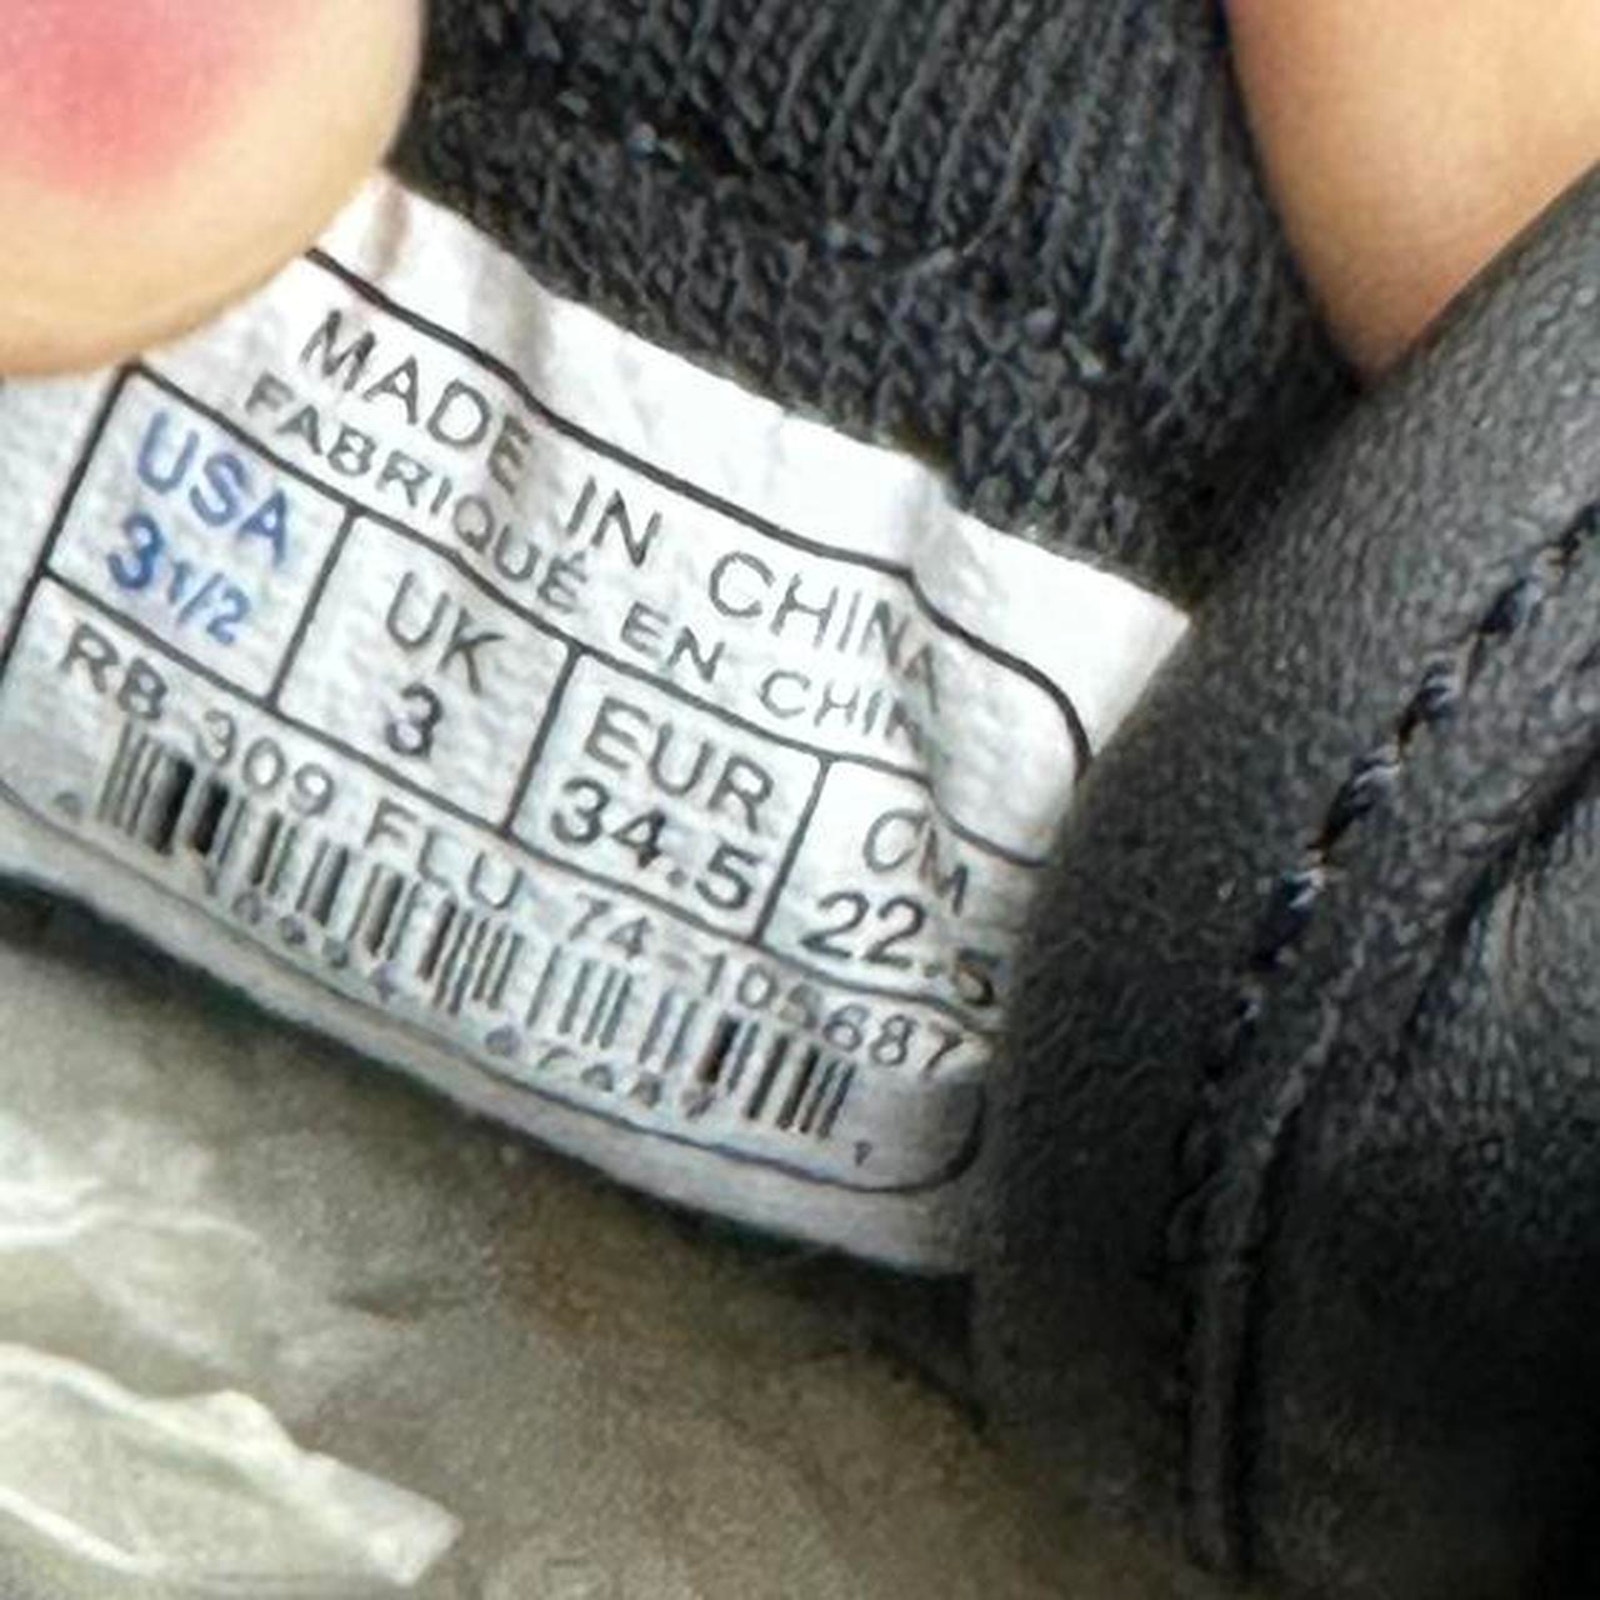 MADE IN CHINA
FABRIQUÉ EN CHINE
USA UK EUR CM
3 1/2 3 34.5 22.5
RB 309 FLU 74-105687